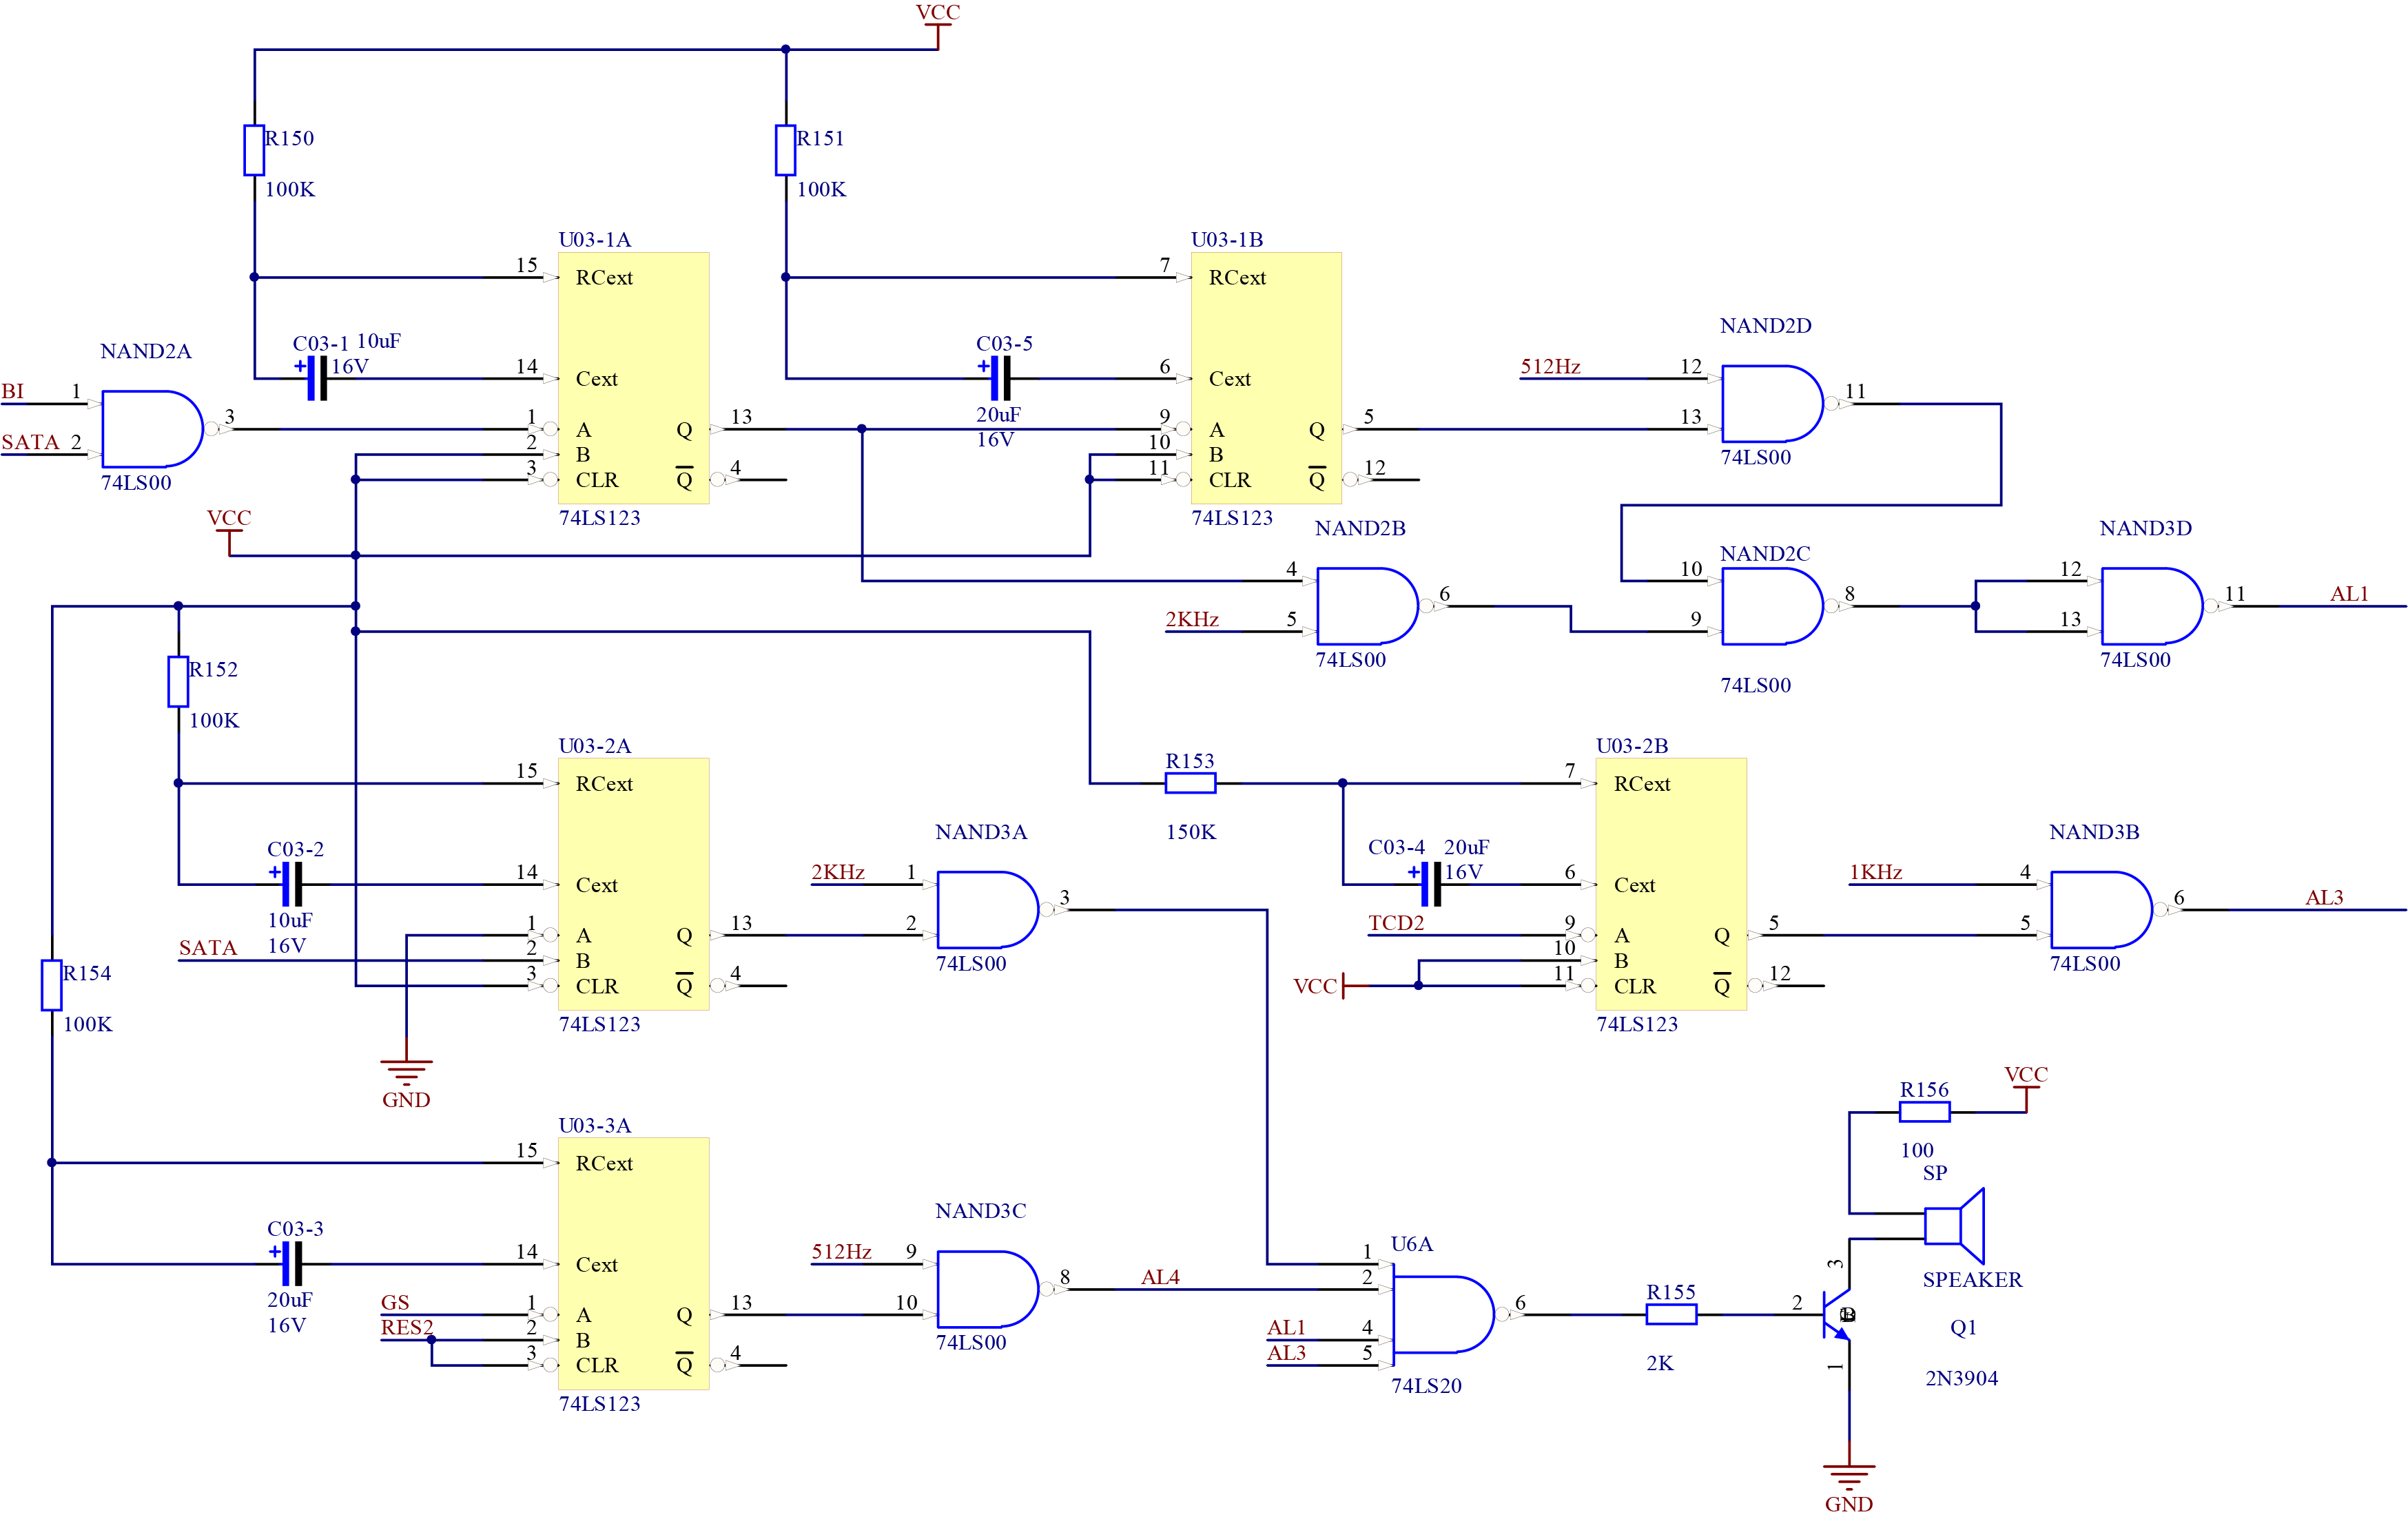 VCC
R150
100K
R151
100K
U03-1A
15 RCext
C03-1 10uF
16V
14 Cext
1 A Q 13
2 B
3 CLR Q 4
74LS123
NAND2A
BI 1
SATA 2
3
74LS00
U03-1B
7 RCext
C03-5
20uF
16V
6 Cext
9 A Q 5
10 B
11 CLR Q 12
74LS123
NAND2D
512Hz 12
13
11
74LS00
VCC
NAND2B
4
2KHz 5
6
74LS00
NAND2C
10
9
8
74LS00
NAND3D
12
13
11 AL1
74LS00
R152
100K
U03-2A
15 RCext
C03-2
10uF
16V
14 Cext
1 A Q 13
SATA 2 B
3 CLR Q 4
74LS123
GND
R154
100K
NAND3A
2KHz 1
2
3
74LS00
R153
150K
U03-2B
7 RCext
C03-4 20uF
16V
6 Cext
TCD2 9 A Q 5
10 B
VCC 11 CLR Q 12
74LS123
NAND3B
1KHz 4
5
6 AL3
74LS00
U03-3A
15 RCext
C03-3
20uF
16V
14 Cext
GS 1 A Q 13
RES2 2 B
3 CLR Q 4
74LS123
NAND3C
512Hz 9
10
8 AL4
74LS00
U6A
1
2
AL1 4
AL3 5
6
74LS20
R155
2K
VCC
R156
100
SP
SPEAKER
3
2
1
Q1
2N3904
GND